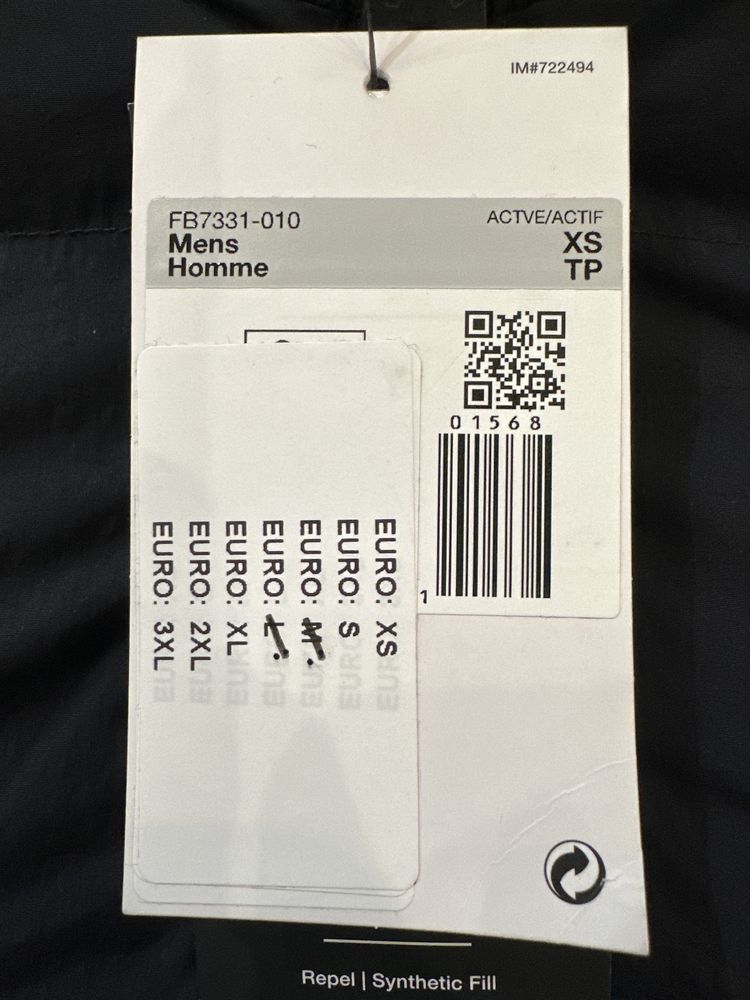 IM#722494
FB7331-010
ACTVE/ACTIF
Mens
XS
Homme
TP
01568
1
EURO: XS
EURO: S
EURO: M
EURO: L
EURO: XL
EURO: 2XL
EURO: 3XL
Repel | Synthetic Fill